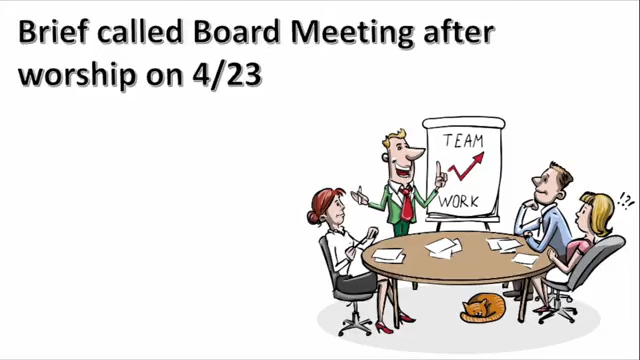 Brief called Board Meeting after
worship on 4/23
TEAM
WORK
!?!